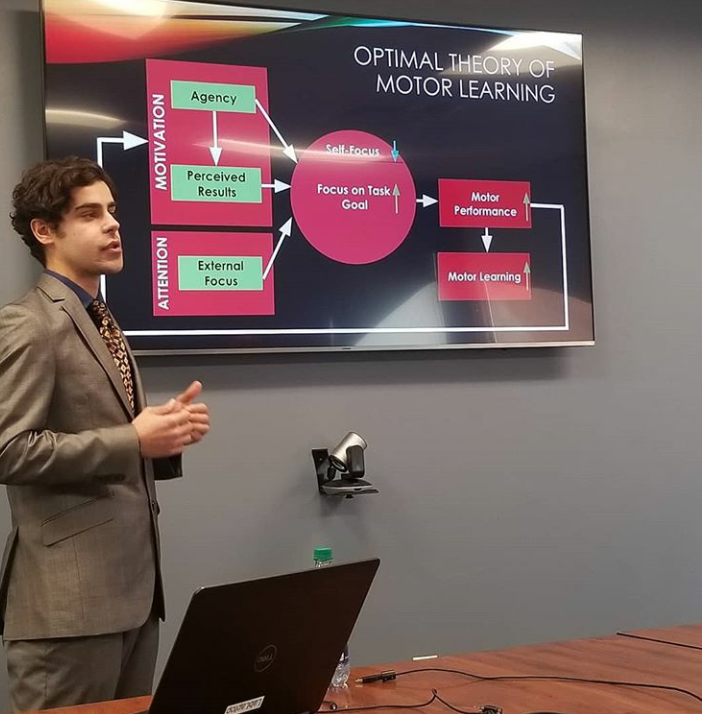 OPTIMAL THEORY OF
MOTOR LEARNING
MOTIVATION
Agency
Perceived
Results
ATTENTION
External
Focus
Self-Focus
Focus on Task
Goal
Motor
Performance
Motor Learning
DELL